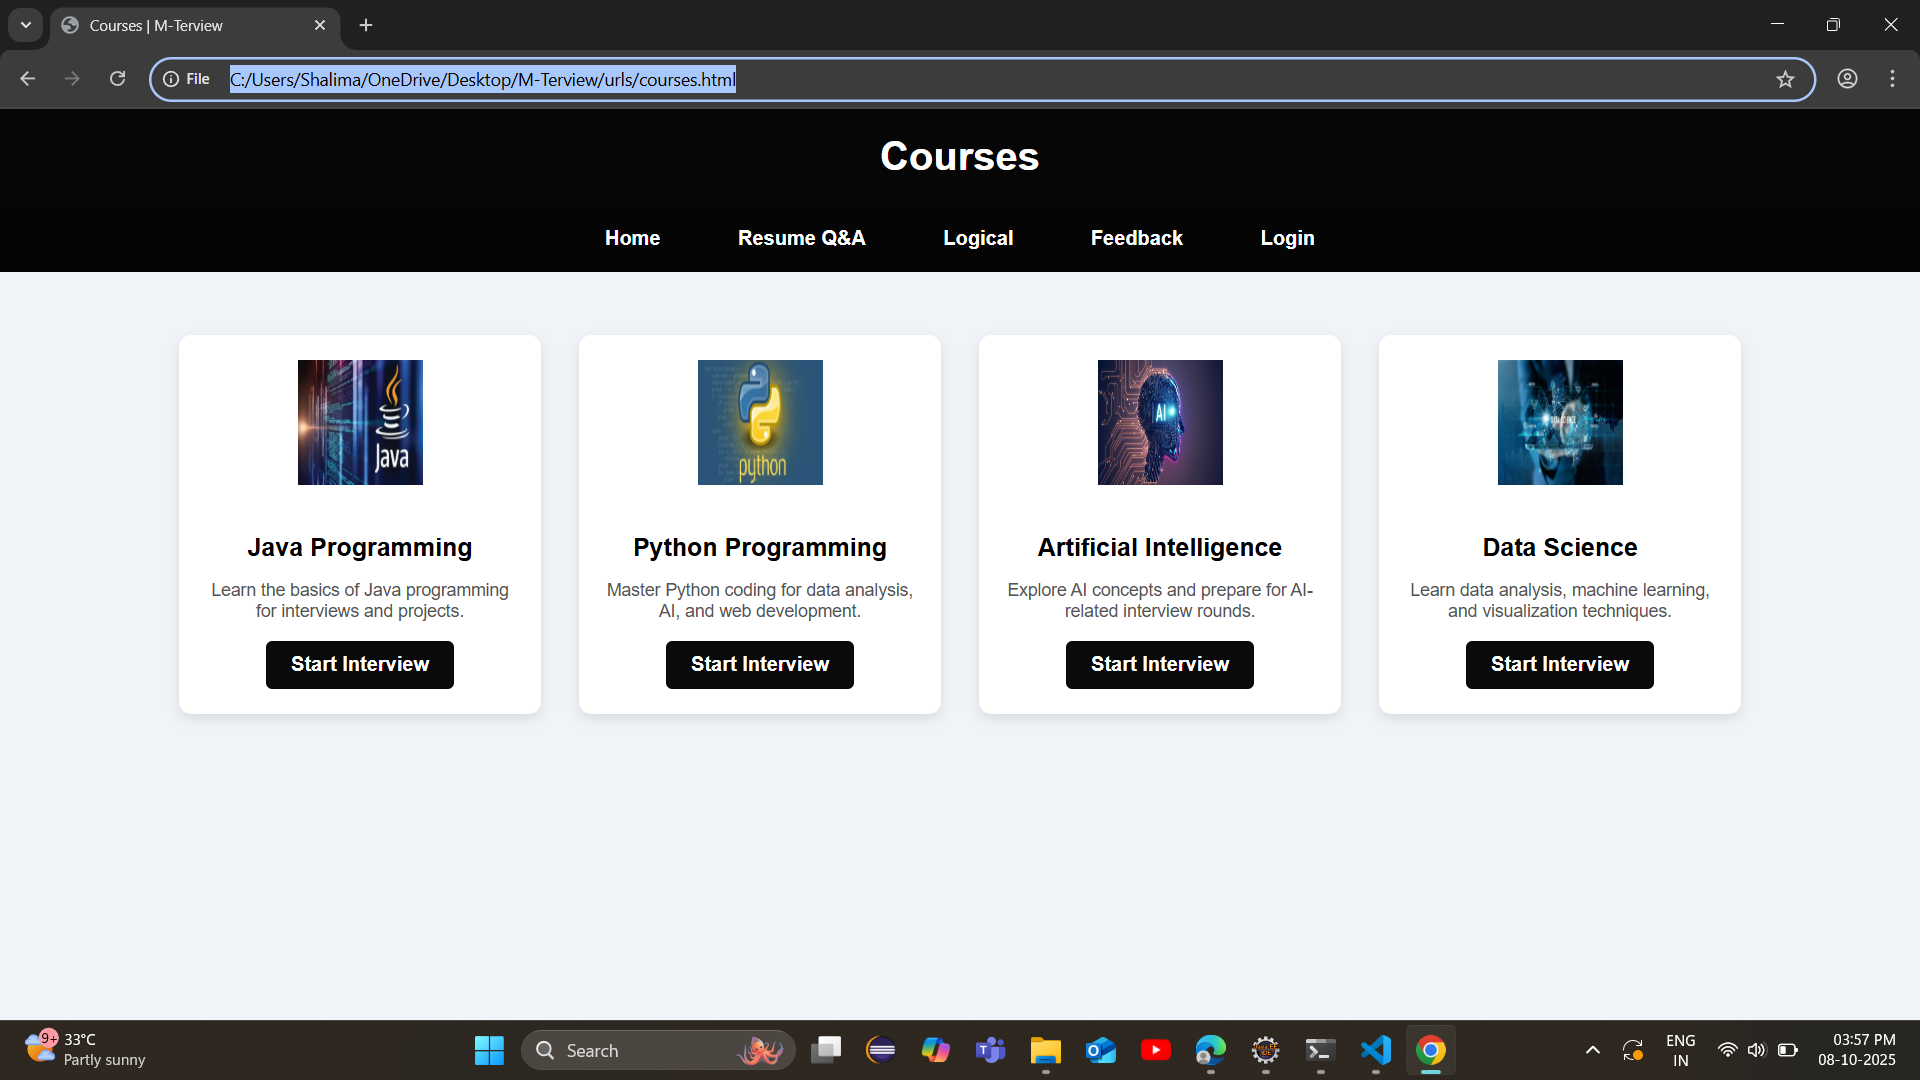 Courses | M-Terview
File
C:/Users/Shalima/OneDrive/Desktop/M-Terview/urls/courses.html
Courses
Home
Resume Q&A
Logical
Feedback
Login
Java
python
AI
Java Programming
Learn the basics of Java programming
for interviews and projects.
Start Interview
Python Programming
Master Python coding for data analysis,
AI, and web development.
Start Interview
Artificial Intelligence
Explore AI concepts and prepare for AI-
related interview rounds.
Start Interview
Data Science
Learn data analysis, machine learning,
and visualization techniques.
Start Interview
9+
33°C
Partly sunny
Search
ENG
IN
03:57 PM
08-10-2025